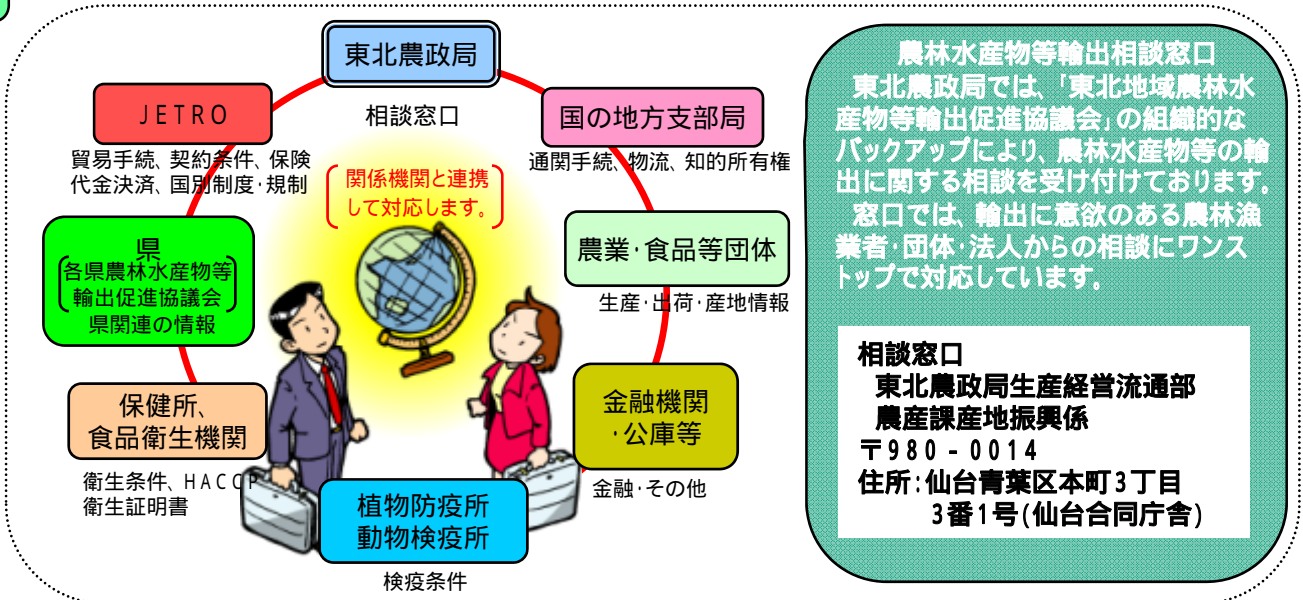 東北農政局
相談窓口
JETRO
貿易手続、契約条件、保険
代金決済、国別制度・規制
国の地方支部局
通関手続、物流、知的所有権
関係機関と連携
して対応します。
県
各県農林水産物等
輸出促進協議会
県関連の情報
農業・食品等団体
生産・出荷・産地情報
保健所、
食品衛生機関
衛生条件、HACCP
衛生証明書
金融機関
・公庫等
金融・その他
植物防疫所
動物検疫所
検疫条件
農林水産物等輸出相談窓口
東北農政局では、「東北地域農林水
産物等輸出促進協議会」の組織的な
バックアップにより、農林水産物等の輸
出に関する相談を受け付けております。
窓口では、輸出に意欲のある農林漁
業者・団体・法人からの相談にワンス
トップで対応しています。
相談窓口
東北農政局生産経営流通部
農産課産地振興係
〒980-0014
住所:仙台青葉区本町3丁目
3番1号(仙台合同庁舎)